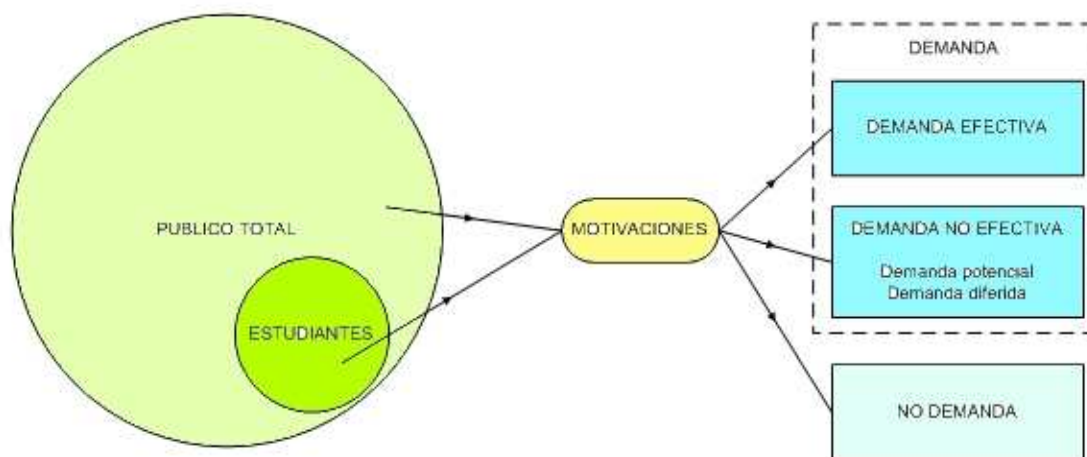 PUBLICO TOTAL
ESTUDIANTES
MOTIVACIONES
DEMANDA
DEMANDA EFECTIVA
DEMANDA NO EFECTIVA
Demanda potencial
Demanda diferida
NO DEMANDA